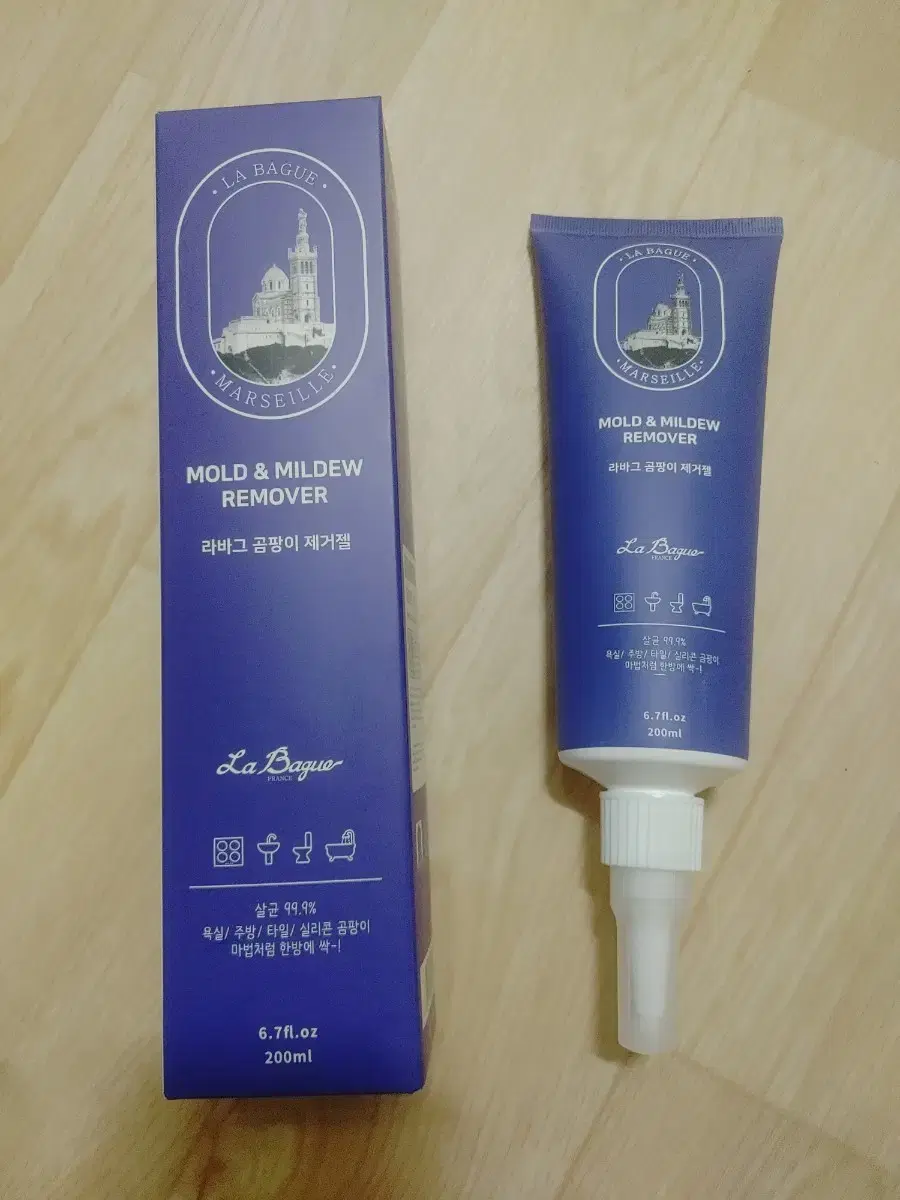 · LA BAGUE ·
· MARSEILLE ·
MOLD & MILDEW
REMOVER
라바그 곰팡이 제거젤
La Bague
FRANCE
살균 99.9%
욕실/ 주방/ 타일/ 실리콘 곰팡이
마법처럼 한방에 싹-!
6.7fl.oz
200ml
· LA BAGUE ·
· MARSEILLE ·
MOLD & MILDEW
REMOVER
라바그 곰팡이 제거젤
La Bague
FRANCE
살균 99.9%
욕실/ 주방/ 타일/ 실리콘 곰팡이
마법처럼 한방에 싹-!
6.7fl.oz
200ml